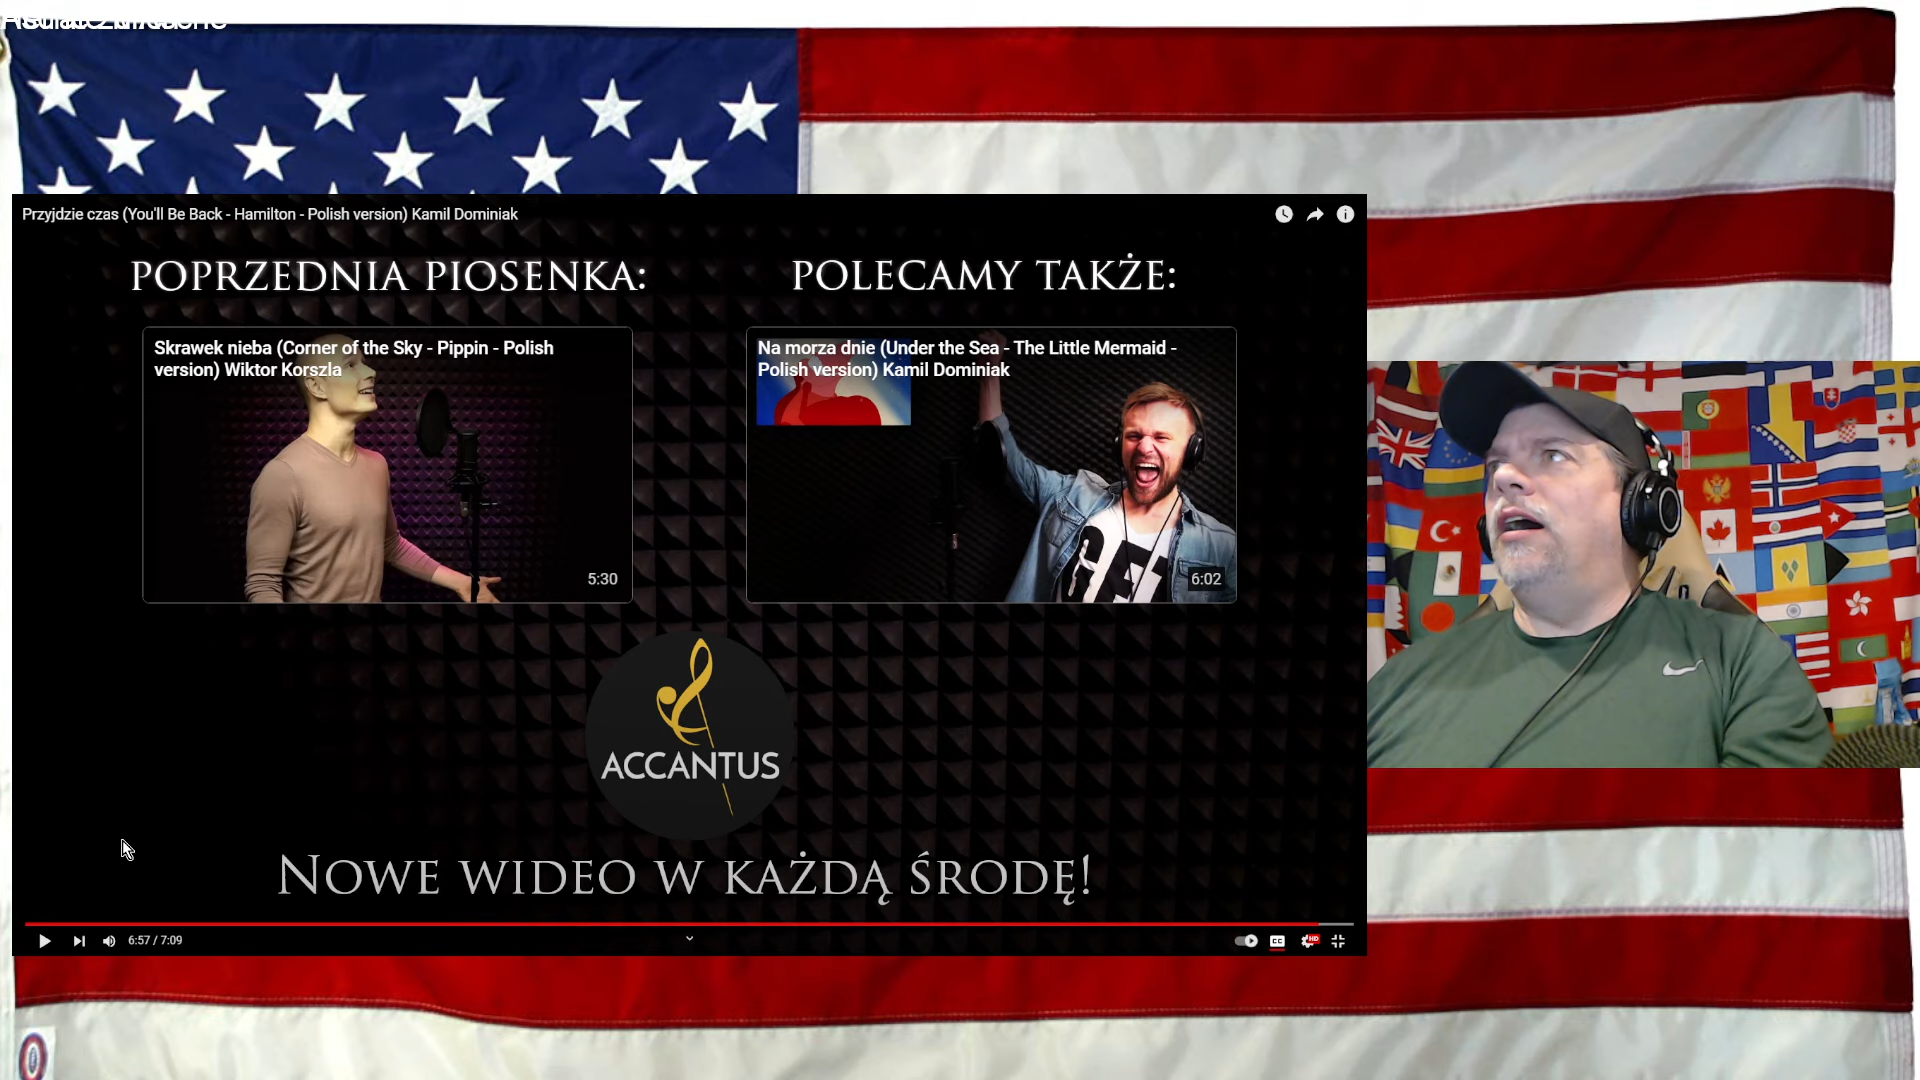 Przyjdzie czas (You'll Be Back - Hamilton - Polish version) Kamil Dominiak
POPRZEDNIA PIOSENKA:
POLECAMY TAKŻE:
Skrawek nieba (Corner of the Sky - Pippin - Polish
version) Wiktor Korszla
5:30
Na morza dnie (Under the Sea - The Little Mermaid -
Polish version) Kamil Dominiak
6:02
ACCANTUS
NOWE WIDEO W KAŻDĄ ŚRODĘ!
6:57 / 7:09
CC
HD